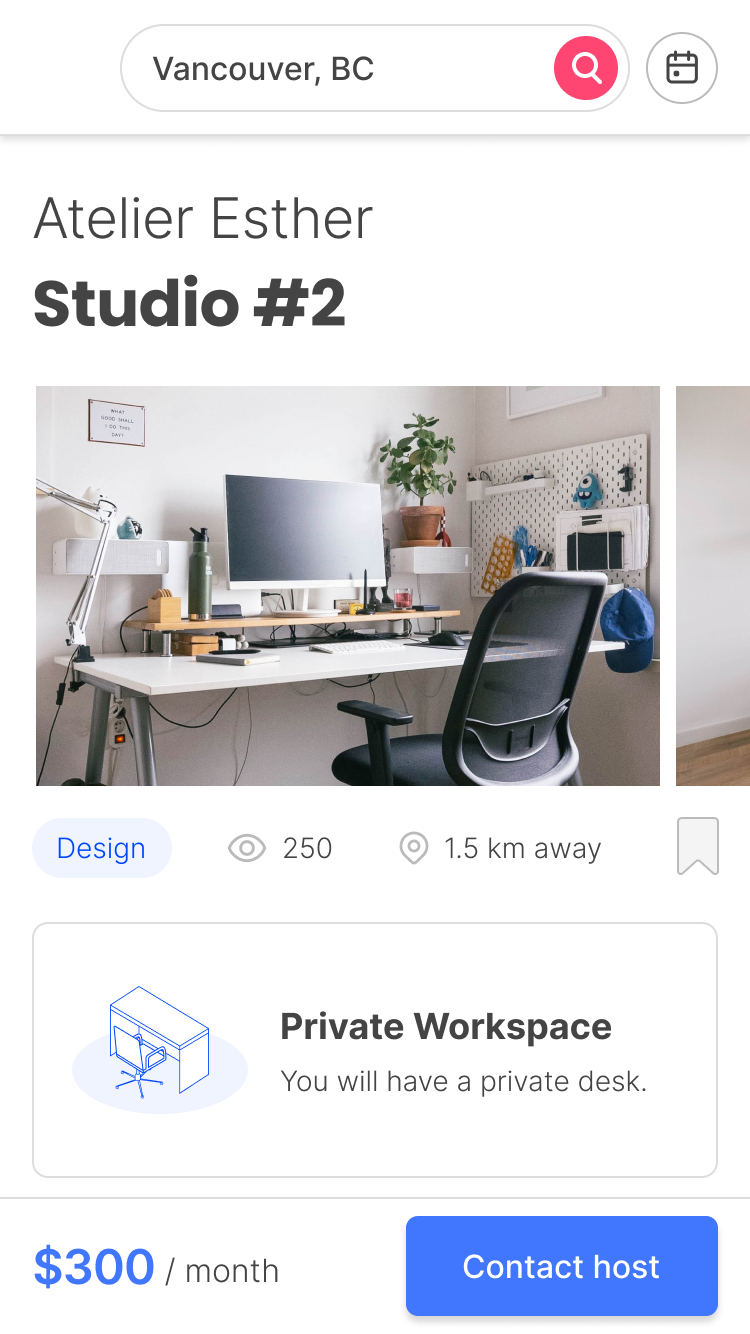 Vancouver, BC
Atelier Esther
Studio #2
WHAT
GOOD SHALL
I DO THIS
DAY?
Design
250
1.5 km away
Private Workspace
You will have a private desk.
$300 / month
Contact host